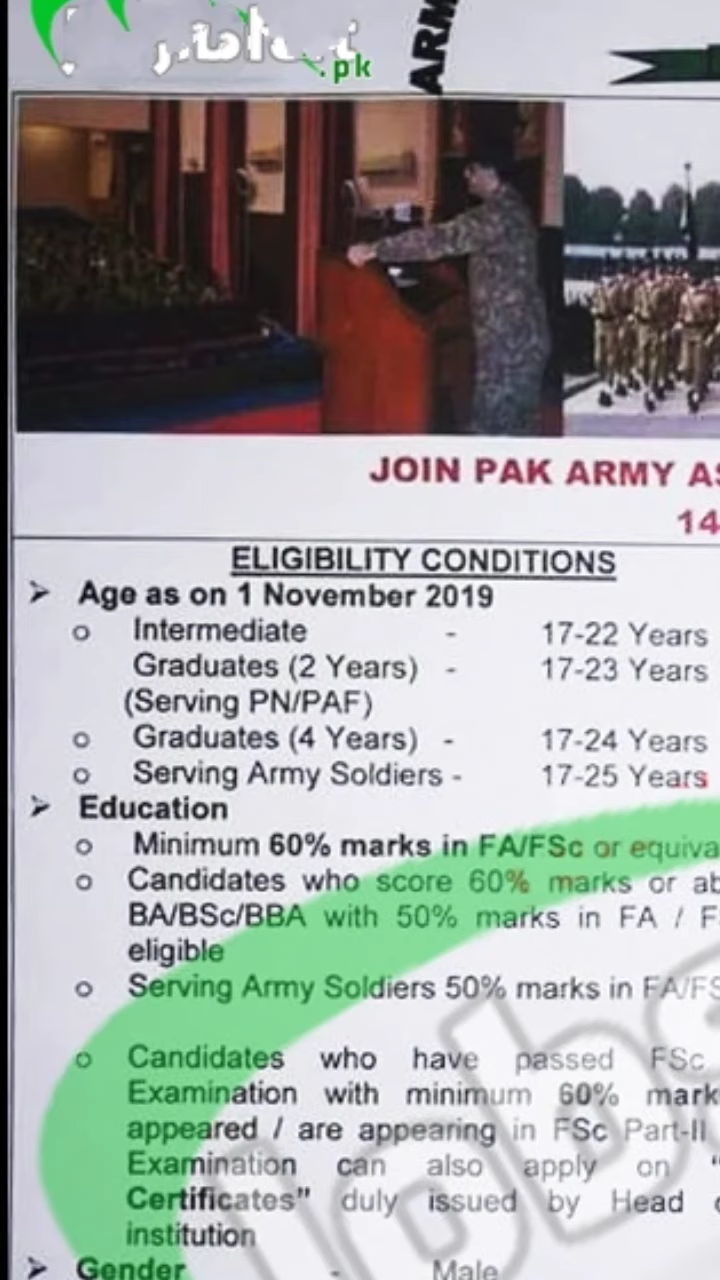 .pk
ARM
JOIN PAK ARMY AS
14
ELIGIBILITY CONDITIONS
➤ Age as on 1 November 2019
o Intermediate - 17-22 Years
Graduates (2 Years) - 17-23 Years
(Serving PN/PAF)
o Graduates (4 Years) - 17-24 Years
o Serving Army Soldiers - 17-25 Years
➤ Education
o Minimum 60% marks in FA/FSc or equiva
o Candidates who score 60% marks or ab
BA/BSc/BBA with 50% marks in FA / F
eligible
o Serving Army Soldiers 50% marks in FA/FS
o Candidates who have passed FSc
Examination with minimum 60% mark
appeared / are appearing in FSc Part-II
Examination can also apply on "
Certificates" duly issued by Head o
institution
➤ Gender - Male
Jobs